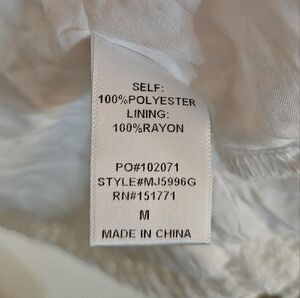 SELF:
100%POLYESTER
LINING:
100%RAYON
PO#102071
STYLE#MJ5996G
RN#151771
M
MADE IN CHINA